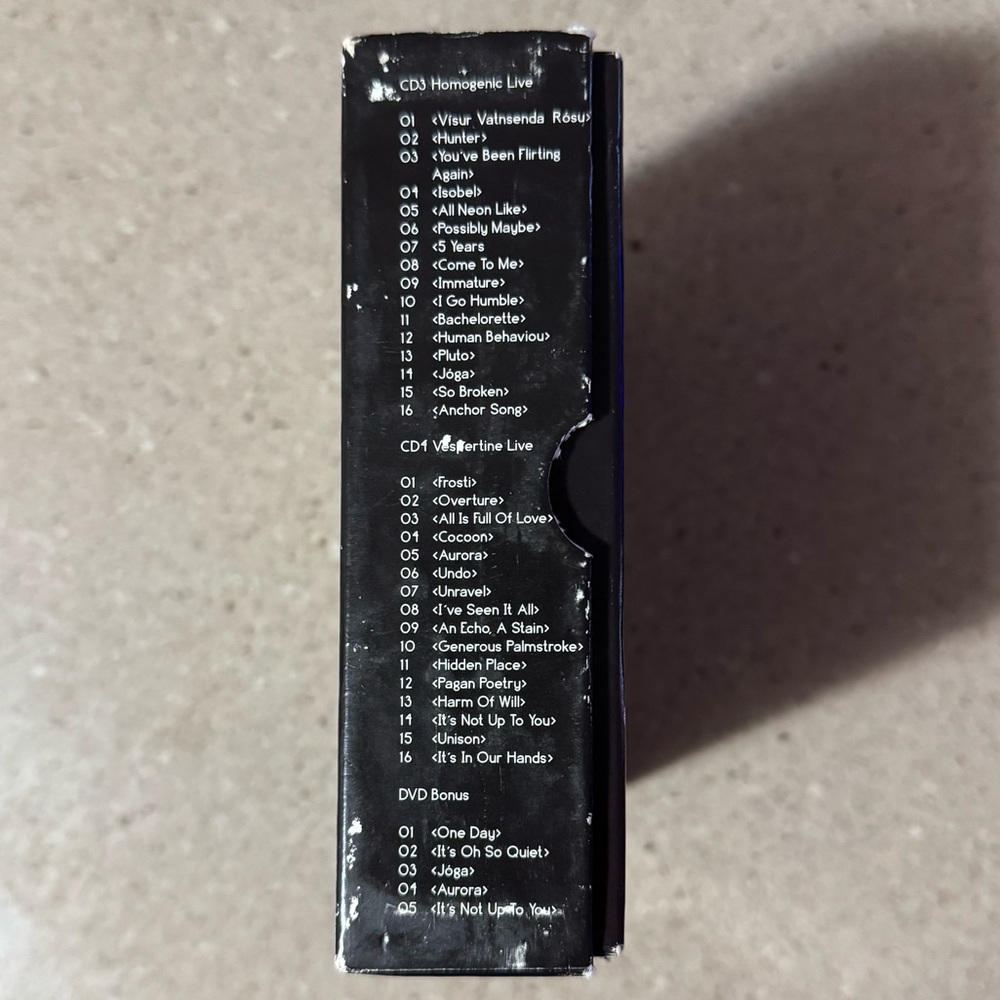 CD3 Homogenic Live
01 <Vísur Vatnsenda Rósu>
02 <Hunter>
03 <You've Been Flirting
Again>
04 <Isobel>
05 <All Neon Like>
06 <Possibly Maybe>
07 <5 Years
08 <Come To Me>
09 <Immature>
10 <I Go Humble>
11 <Bachelorette>
12 <Human Behaviou>
13 <Pluto>
14 <Jóga>
15 <So Broken>
16 <Anchor Song>
CD4 Vespertine Live
01 <Frosti>
02 <Overture>
03 <All Is Full Of Love>
04 <Cocoon>
05 <Aurora>
06 <Undo>
07 <Unravel>
08 <I've Seen It All>
09 <An Echo, A Stain>
10 <Generous Palmstroke>
11 <Hidden Place>
12 <Pagan Poetry>
13 <Harm Of Will>
14 <It's Not Up To You>
15 <Unison>
16 <It's In Our Hands>
DVD Bonus
01 <One Day>
02 <It's Oh So Quiet>
03 <Jóga>
04 <Aurora>
05 <It's Not Up To You>